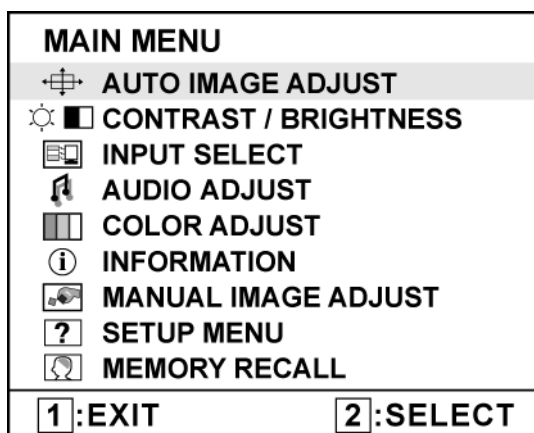 MAIN MENU
AUTO IMAGE ADJUST
CONTRAST / BRIGHTNESS
INPUT SELECT
AUDIO ADJUST
COLOR ADJUST
i INFORMATION
MANUAL IMAGE ADJUST
? SETUP MENU
MEMORY RECALL
1:EXIT 2:SELECT